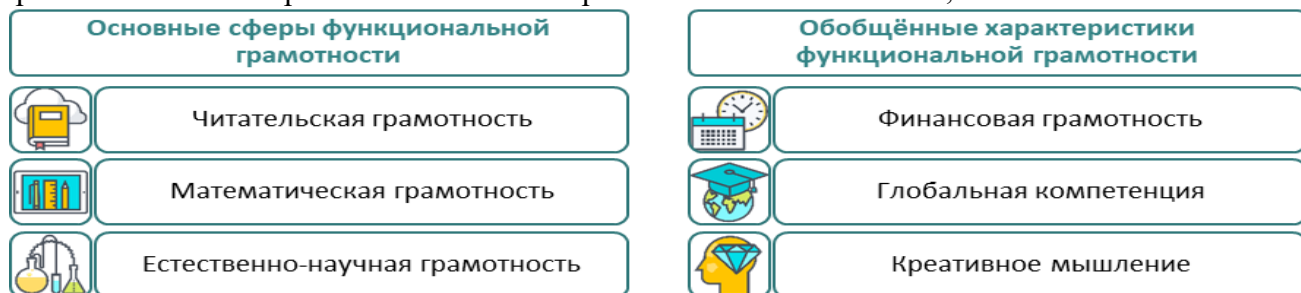 Основные сферы функциональной
грамотности
Читательская грамотность
Математическая грамотность
Естественно-научная грамотность
Обобщённые характеристики
функциональной грамотности
Финансовая грамотность
Глобальная компетенция
Креативное мышление